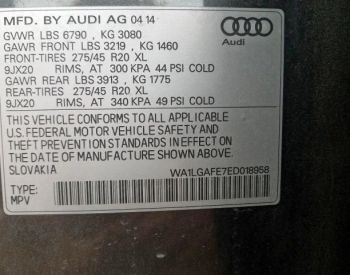 MFD. BY AUDI AG 04 14
GVWR LBS 6790 , KG 3080
GAWR FRONT LBS 3219 , KG 1460
FRONT-TIRES 275/45 R20 XL
9JX20 RIMS, AT 300 KPA 44 PSI COLD
GAWR REAR LBS 3913 , KG 1775
REAR-TIRES 275/45 R20 XL
9JX20 RIMS, AT 340 KPA 49 PSI COLD
Audi
THIS VEHICLE CONFORMS TO ALL APPLICABLE
U.S. FEDERAL MOTOR VEHICLE SAFETY AND
THEFT PREVENTION STANDARDS IN EFFECT ON
THE DATE OF MANUFACTURE SHOWN ABOVE.
SLOVAKIA
WA1LGAFE7ED018958
TYPE:
MPV